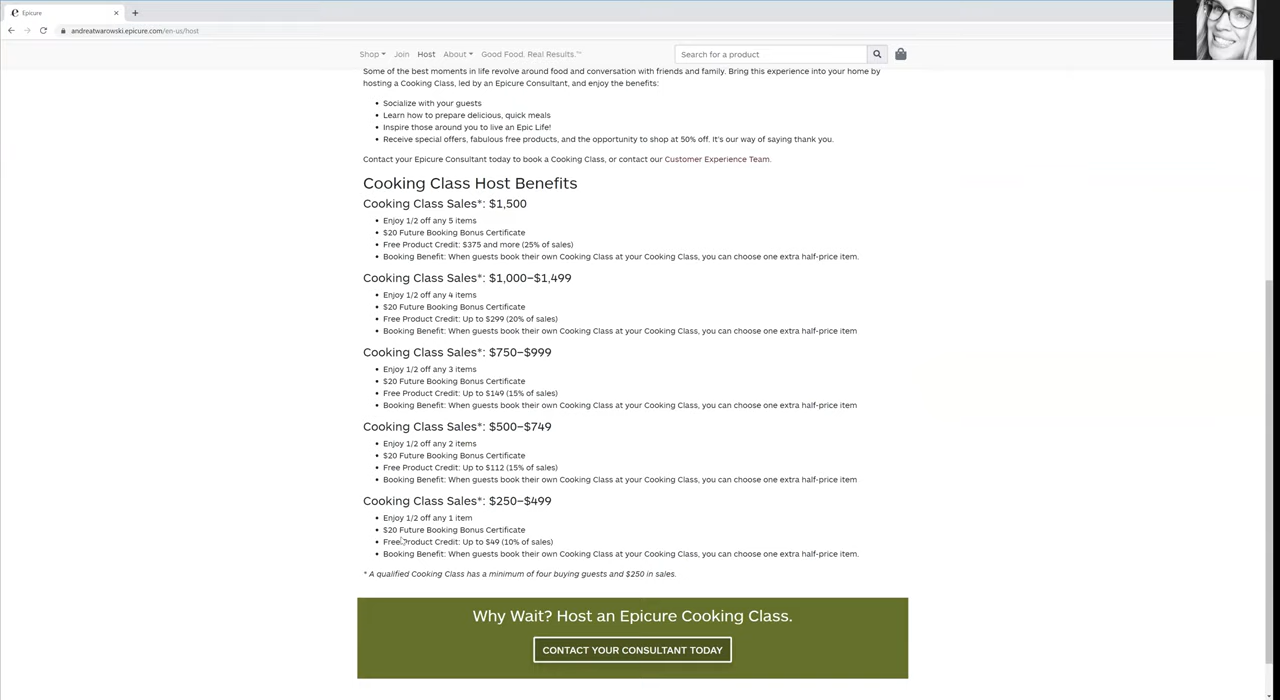 Epicure
andreatwarowski.epicure.com/en-us/host
Shop Join Host About Good Food. Real Results.™ Search for a product
Some of the best moments in life revolve around food and conversation with friends and family. Bring this experience into your home by
hosting a Cooking Class, led by an Epicure Consultant, and enjoy the benefits:
• Socialize with your guests
• Learn how to prepare delicious, quick meals
• Inspire those around you to live an Epic Life!
• Receive special offers, fabulous free products, and the opportunity to shop at 50% off. It's our way of saying thank you.
Contact your Epicure Consultant today to book a Cooking Class, or contact our Customer Experience Team.
Cooking Class Host Benefits
Cooking Class Sales*: $1,500
• Enjoy 1/2 off any 5 items
• $20 Future Booking Bonus Certificate
• Free Product Credit: $375 and more (25% of sales)
• Booking Benefit: When guests book their own Cooking Class at your Cooking Class, you can choose one extra half-price item.
Cooking Class Sales*: $1,000–$1,499
• Enjoy 1/2 off any 4 items
• $20 Future Booking Bonus Certificate
• Free Product Credit: Up to $299 (20% of sales)
• Booking Benefit: When guests book their own Cooking Class at your Cooking Class, you can choose one extra half-price item
Cooking Class Sales*: $750–$999
• Enjoy 1/2 off any 3 items
• $20 Future Booking Bonus Certificate
• Free Product Credit: Up to $149 (15% of sales)
• Booking Benefit: When guests book their own Cooking Class at your Cooking Class, you can choose one extra half-price item
Cooking Class Sales*: $500–$749
• Enjoy 1/2 off any 2 items
• $20 Future Booking Bonus Certificate
• Free Product Credit: Up to $112 (15% of sales)
• Booking Benefit: When guests book their own Cooking Class at your Cooking Class, you can choose one extra half-price item
Cooking Class Sales*: $250–$499
• Enjoy 1/2 off any 1 item
• $20 Future Booking Bonus Certificate
• Free Product Credit: Up to $49 (10% of sales)
• Booking Benefit: When guests book their own Cooking Class at your Cooking Class, you can choose one extra half-price item.
* A qualified Cooking Class has a minimum of four buying guests and $250 in sales.
Why Wait? Host an Epicure Cooking Class.
CONTACT YOUR CONSULTANT TODAY